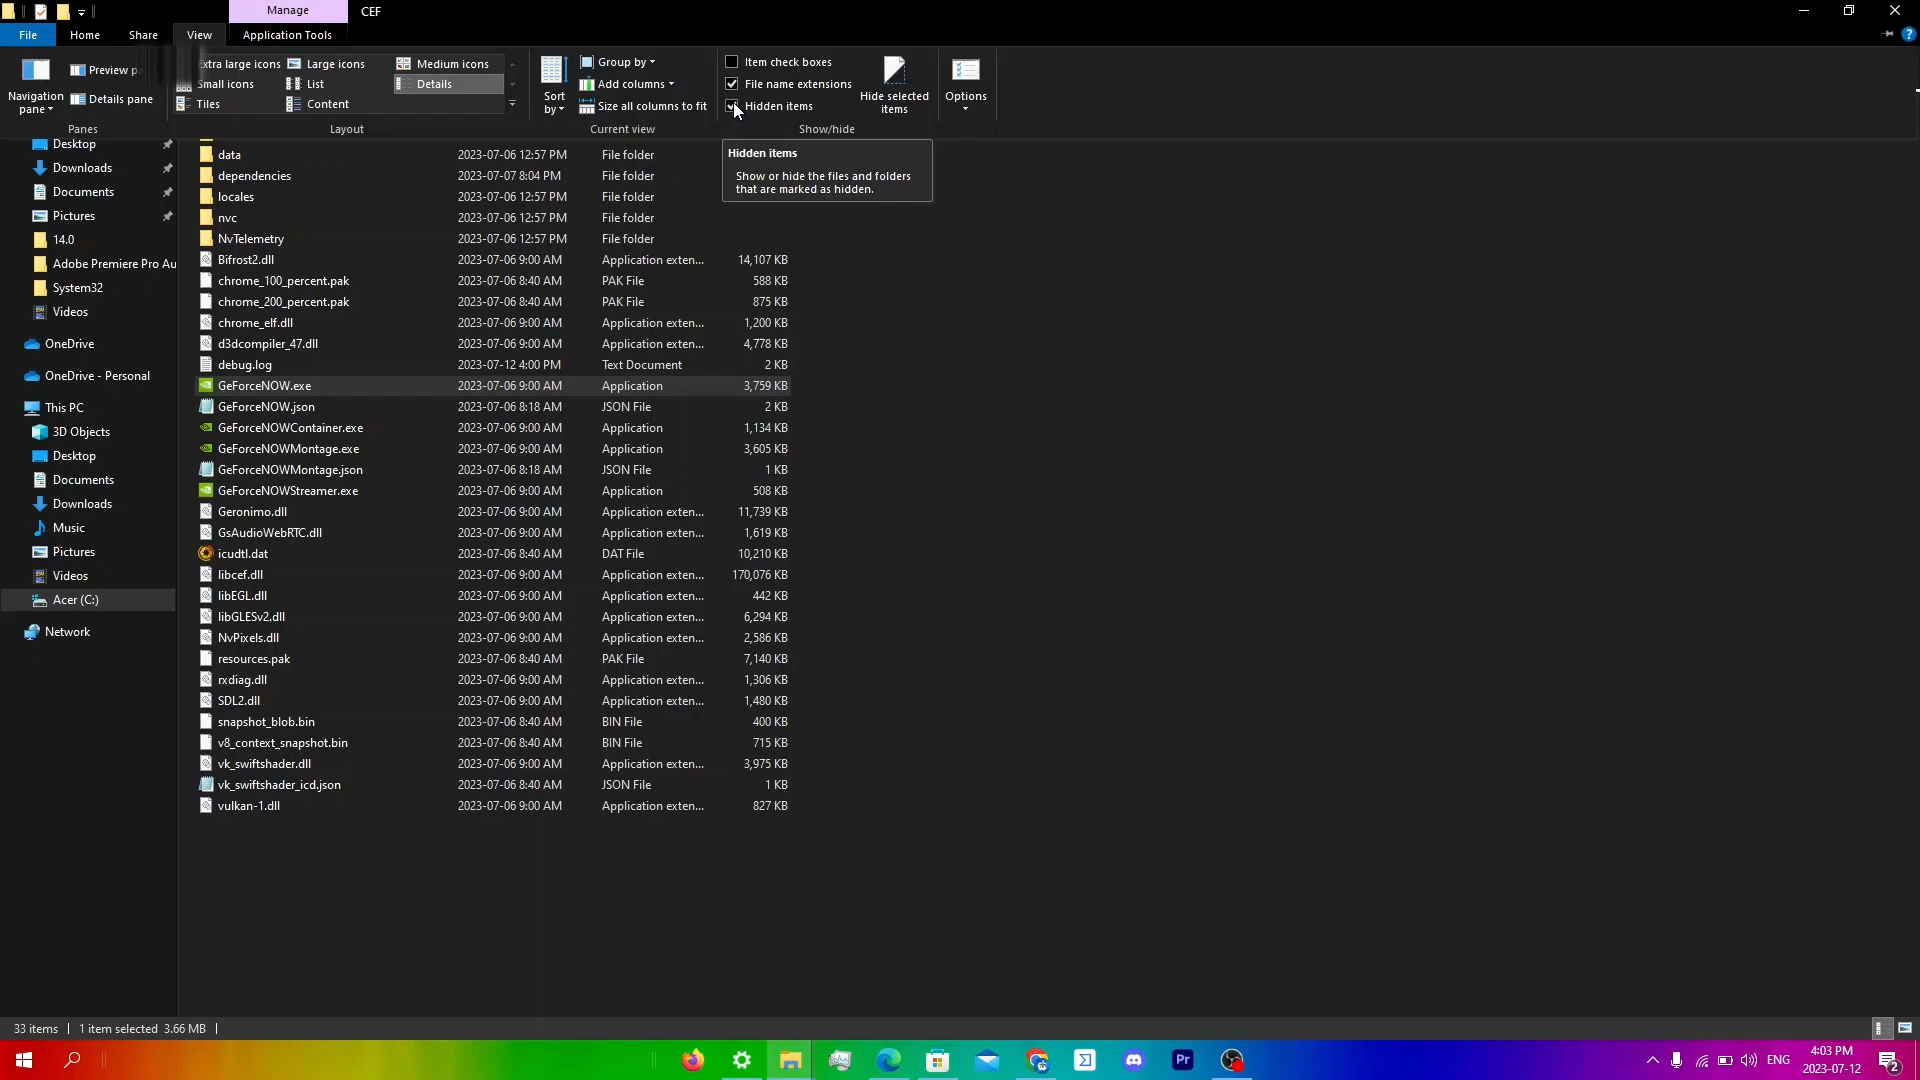 Manage
CEF
File
Home
Share
View
Application Tools
Navigation pane
Preview p
Details pane
Panes
Extra large icons
Large icons
Medium icons
Small icons
List
Details
Tiles
Content
Layout
Sort by
Group by
Add columns
Size all columns to fit
Current view
Item check boxes
File name extensions
Hidden items
Hide selected items
Options
Show/hide
Hidden items
Show or hide the files and folders
that are marked as hidden.
Desktop
Downloads
Documents
Pictures
14.0
Adobe Premiere Pro Au
System32
Videos
OneDrive
OneDrive - Personal
This PC
3D Objects
Desktop
Documents
Downloads
Music
Pictures
Videos
Acer (C:)
Network
data 2023-07-06 12:57 PM File folder
dependencies 2023-07-07 8:04 PM File folder
locales 2023-07-06 12:57 PM File folder
nvc 2023-07-06 12:57 PM File folder
NvTelemetry 2023-07-06 12:57 PM File folder
Bifrost2.dll 2023-07-06 9:00 AM Application exten... 14,107 KB
chrome_100_percent.pak 2023-07-06 8:40 AM PAK File 588 KB
chrome_200_percent.pak 2023-07-06 8:40 AM PAK File 875 KB
chrome_elf.dll 2023-07-06 9:00 AM Application exten... 1,200 KB
d3dcompiler_47.dll 2023-07-06 9:00 AM Application exten... 4,778 KB
debug.log 2023-07-12 4:00 PM Text Document 2 KB
GeForceNOW.exe 2023-07-06 9:00 AM Application 3,759 KB
GeForceNOW.json 2023-07-06 8:18 AM JSON File 2 KB
GeForceNOWContainer.exe 2023-07-06 9:00 AM Application 1,134 KB
GeForceNOWMontage.exe 2023-07-06 9:00 AM Application 3,605 KB
GeForceNOWMontage.json 2023-07-06 8:18 AM JSON File 1 KB
GeForceNOWStreamer.exe 2023-07-06 9:00 AM Application 508 KB
Geronimo.dll 2023-07-06 9:00 AM Application exten... 11,739 KB
GsAudioWebRTC.dll 2023-07-06 9:00 AM Application exten... 1,619 KB
icudtl.dat 2023-07-06 8:40 AM DAT File 10,210 KB
libcef.dll 2023-07-06 9:00 AM Application exten... 170,076 KB
libEGL.dll 2023-07-06 9:00 AM Application exten... 442 KB
libGLESv2.dll 2023-07-06 9:00 AM Application exten... 6,294 KB
NvPixels.dll 2023-07-06 9:00 AM Application exten... 2,586 KB
resources.pak 2023-07-06 8:40 AM PAK File 7,140 KB
rxdiag.dll 2023-07-06 9:00 AM Application exten... 1,306 KB
SDL2.dll 2023-07-06 9:00 AM Application exten... 1,480 KB
snapshot_blob.bin 2023-07-06 8:40 AM BIN File 400 KB
v8_context_snapshot.bin 2023-07-06 8:40 AM BIN File 715 KB
vk_swiftshader.dll 2023-07-06 9:00 AM Application exten... 3,975 KB
vk_swiftshader_icd.json 2023-07-06 8:40 AM JSON File 1 KB
vulkan-1.dll 2023-07-06 9:00 AM Application exten... 827 KB
33 items
1 item selected 3.66 MB
Pr
ENG
4:03 PM
2023-07-12
2